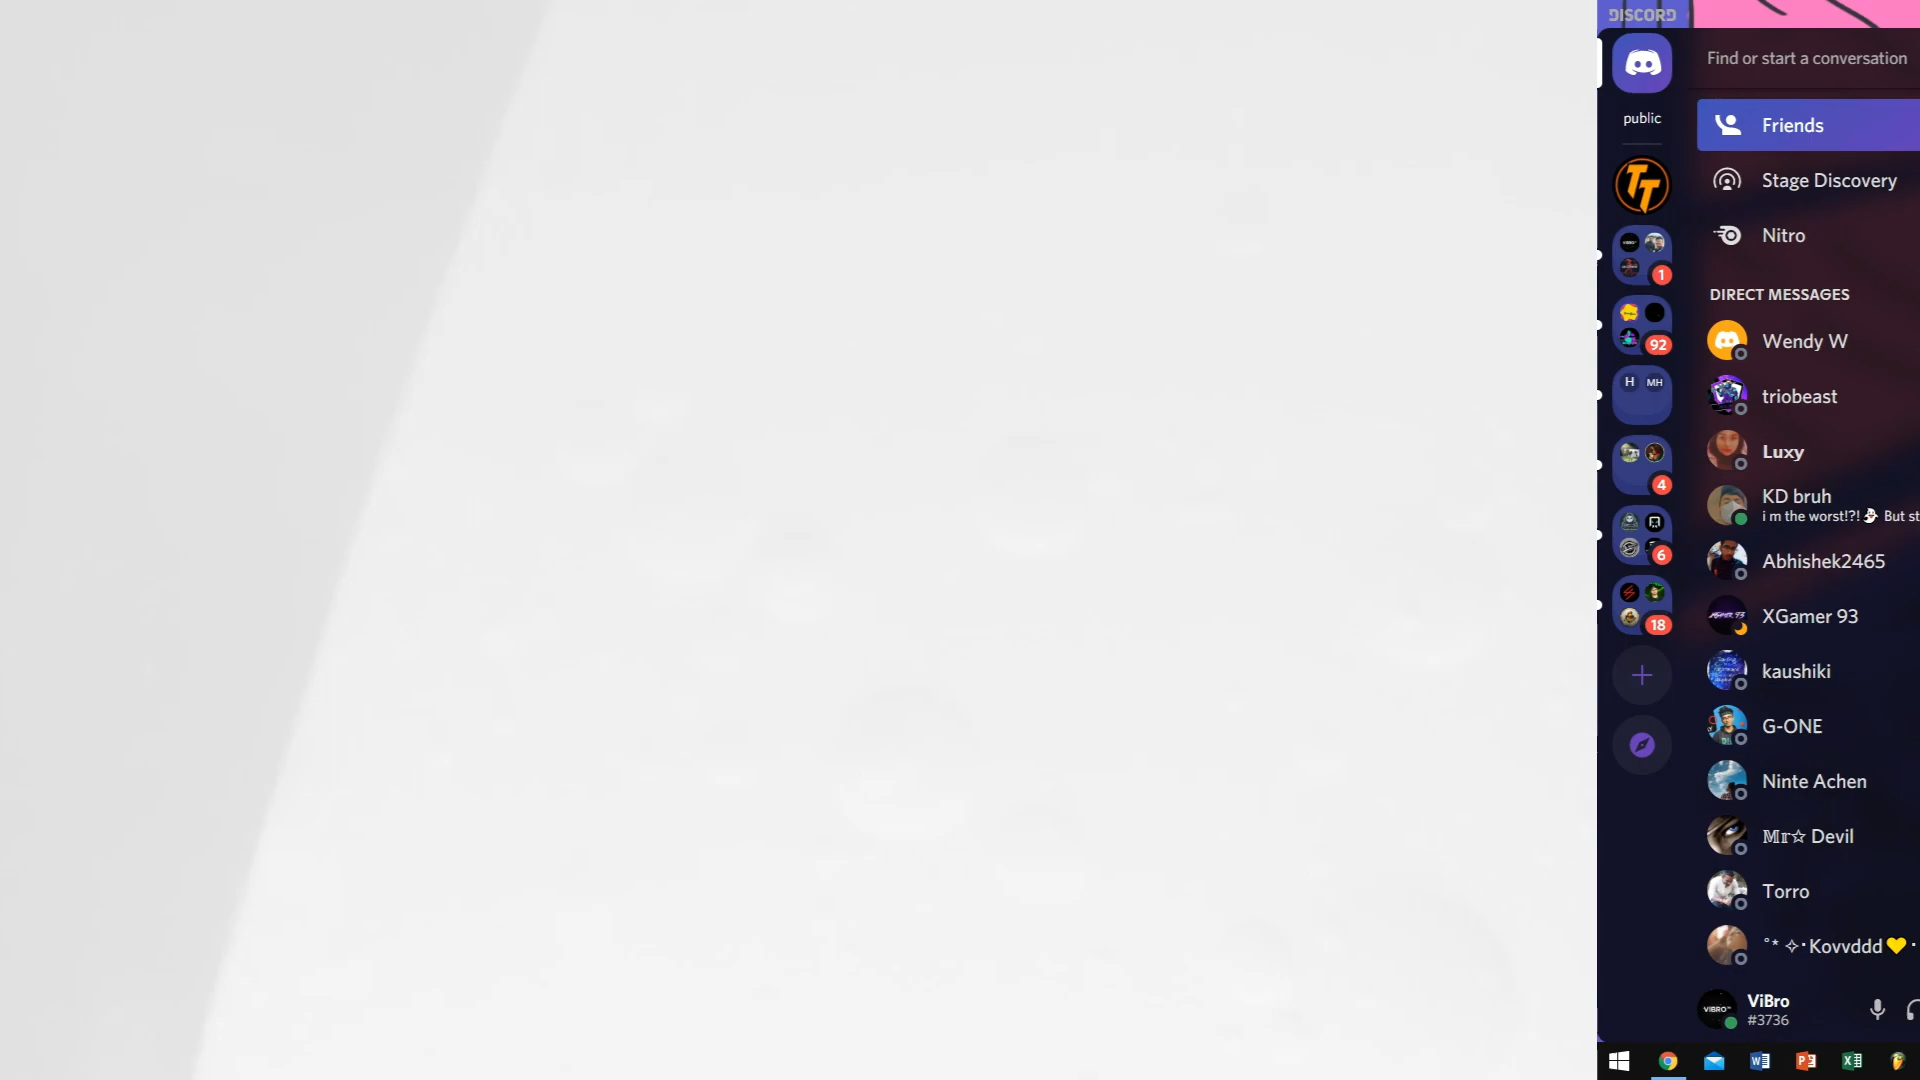 DISCORD
Find or start a conversation
public
Friends
Stage Discovery
Nitro
1
92
H MH
4
6
18
DIRECT MESSAGES
Wendy W
triobeast
Luxy
KD bruh
i m the worst!?!👻 But st
Abhishek2465
XGamer 93
kaushiki
G-ONE
Ninte Achen
𝕄𝕣☆ Devil
Torro
°* ✧･Kovvddd💛･
VIBRO
ViBro
#3736